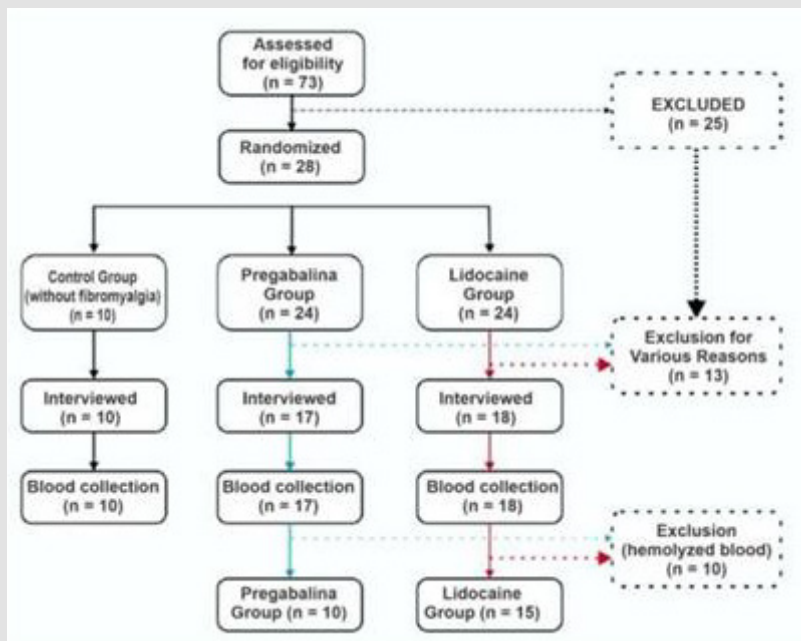 Assessed
for eligibility
(n = 73)
EXCLUDED
(n = 25)
Randomized
(n = 28)
Control Group
(without fibromyalgia)
(n = 10)
Pregabalina
Group
(n = 24)
Lidocaine
Group
(n = 24)
Exclusion for
Various Reasons
(n = 13)
Interviewed
(n = 10)
Interviewed
(n = 17)
Interviewed
(n = 18)
Blood collection
(n = 10)
Blood collection
(n = 17)
Blood collection
(n = 18)
Exclusion
(hemolyzed blood)
(n = 10)
Pregabalina
Group (n = 10)
Lidocaine
Group (n = 15)